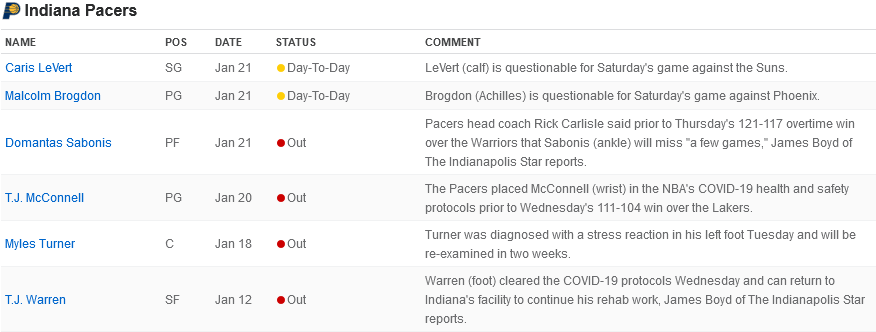 Indiana Pacers
NAME POS DATE STATUS COMMENT
Caris LeVert SG Jan 21 Day-To-Day LeVert (calf) is questionable for Saturday's game against the Suns.
Malcolm Brogdon PG Jan 21 Day-To-Day Brogdon (Achilles) is questionable for Saturday's game against Phoenix.
Pacers head coach Rick Carlisle said prior to Thursday's 121-117 overtime win
Domantas Sabonis PF Jan 21 Out over the Warriors that Sabonis (ankle) will miss "a few games," James Boyd of
The Indianapolis Star reports.
T.J. McConnell PG Jan 20 Out The Pacers placed McConnell (wrist) in the NBA's COVID-19 health and safety
protocols prior to Wednesday's 111-104 win over the Lakers.
Myles Turner C Jan 18 Out Turner was diagnosed with a stress reaction in his left foot Tuesday and will be
re-examined in two weeks.
Warren (foot) cleared the COVID-19 protocols Wednesday and can return to
T.J. Warren SF Jan 12 Out Indiana's facility to continue his rehab work, James Boyd of The Indianapolis Star
reports.